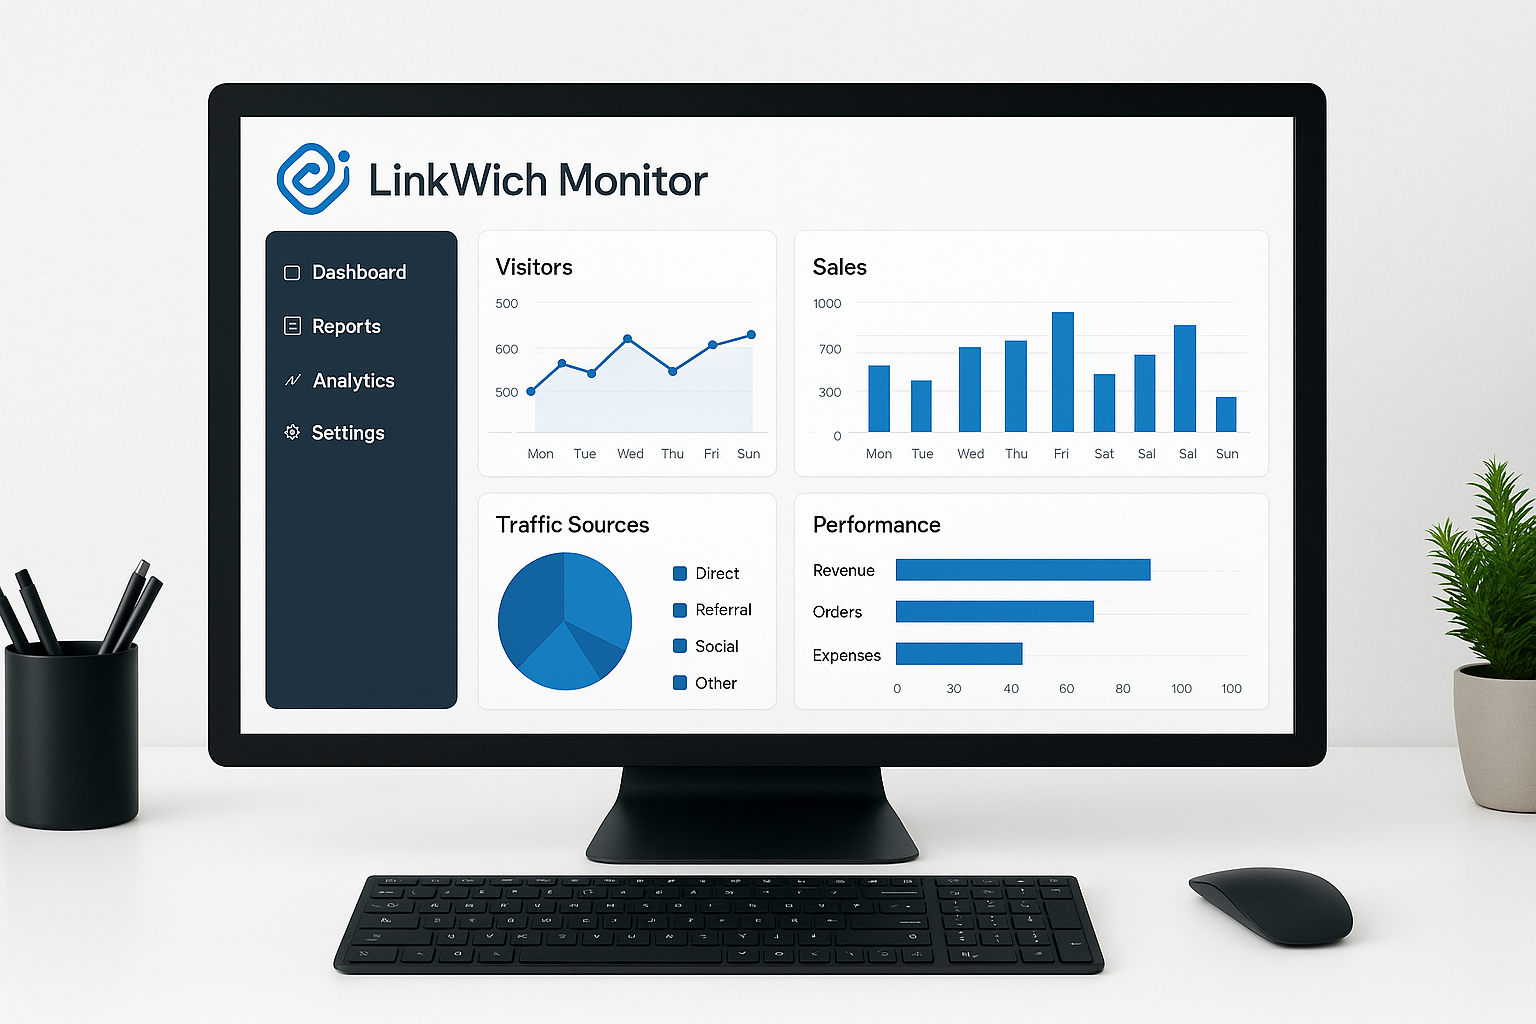 LinkWich Monitor
Dashboard
Reports
Analytics
Settings
Visitors
500
600
500
Mon Tue Wed Thu Fri Sun
Sales
1000
700
300
0
Mon Tue Wed Thu Fri Sat Sal Sal Sun
Traffic Sources
Direct
Referral
Social
Other
Performance
Revenue
Orders
Expenses
0 30 40 60 80 100 100